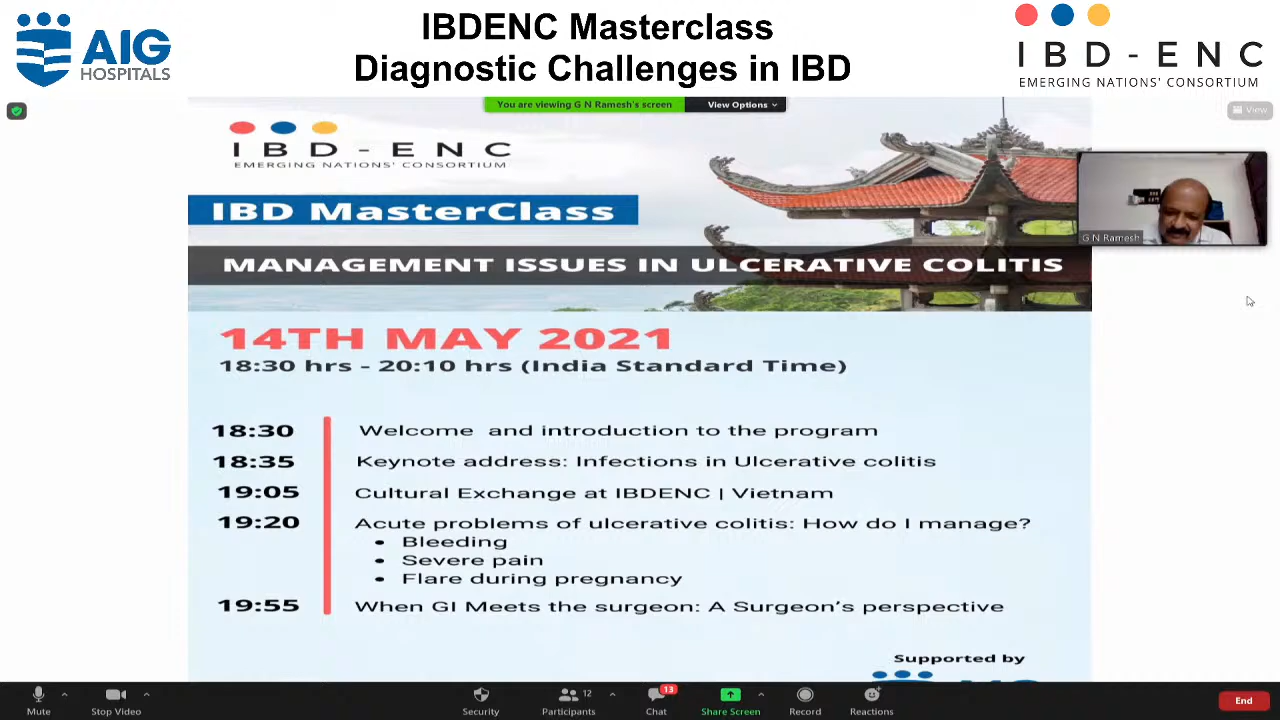 AIG
HOSPITALS
IBDENC Masterclass
Diagnostic Challenges in IBD
IBD-ENC
EMERGING NATIONS' CONSORTIUM
You are viewing G N Ramesh's screen
View Options
View
IBD-ENC
EMERGING NATIONS' CONSORTIUM
IBD MasterClass
MANAGEMENT ISSUES IN ULCERATIVE COLITIS
G N Ramesh
14TH MAY 2021
18:30 hrs - 20:10 hrs (India Standard Time)
18:30 Welcome and introduction to the program
18:35 Keynote address: Infections in Ulcerative colitis
19:05 Cultural Exchange at IBDENC | Vietnam
19:20 Acute problems of ulcerative colitis: How do I manage?
• Bleeding
• Severe pain
• Flare during pregnancy
19:55 When GI Meets the surgeon: A Surgeon's perspective
Supported by
Mute
Stop Video
Security
Participants 12
Chat 13
Share Screen
Record
Reactions
End